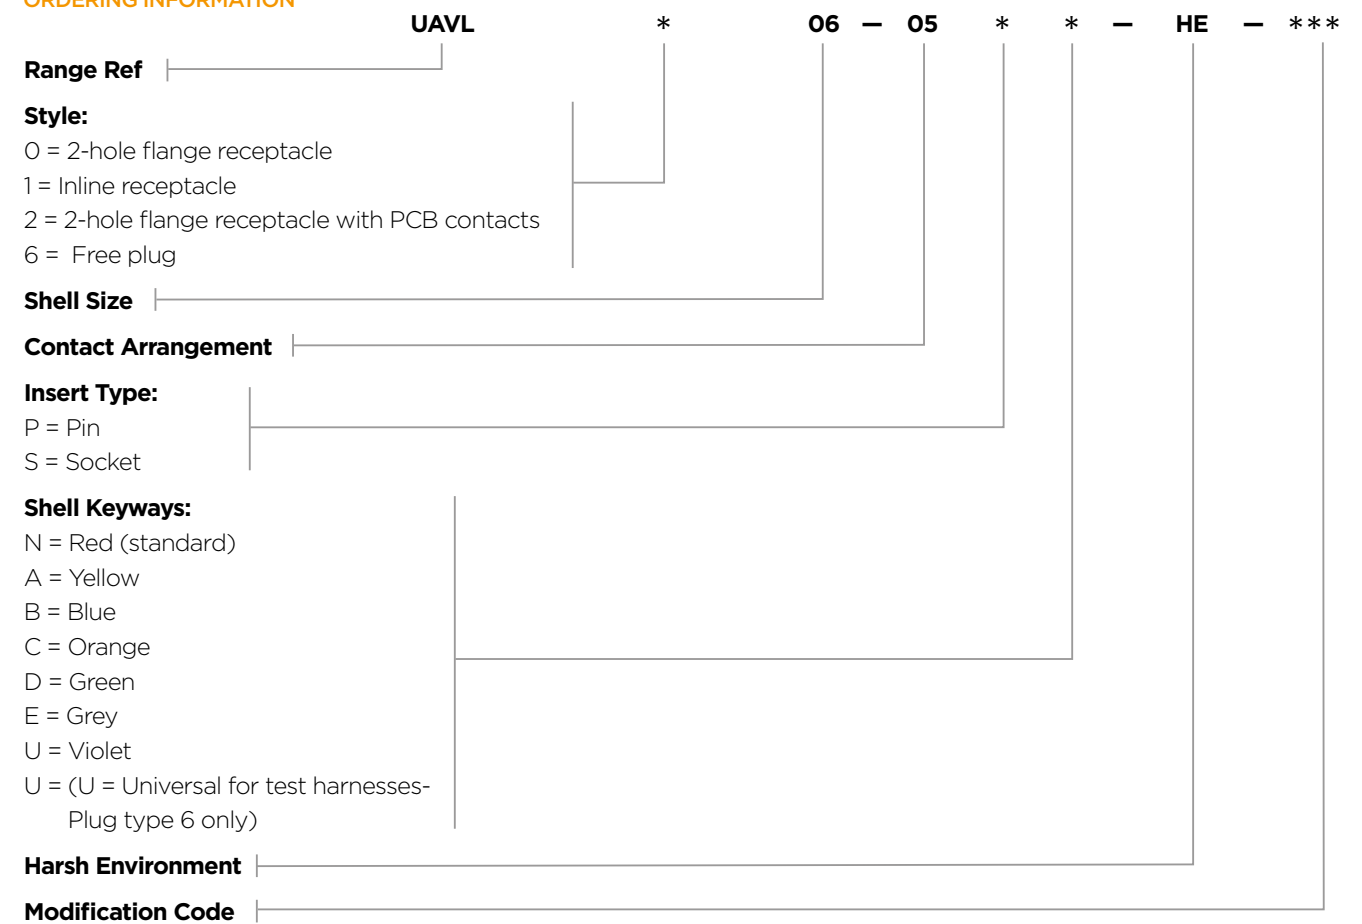 ORDERING INFORMATION
UAVL * 06 – 05 * * – HE – ***
Range Ref
Style:
0 = 2-hole flange receptacle
1 = Inline receptacle
2 = 2-hole flange receptacle with PCB contacts
6 = Free plug
Shell Size
Contact Arrangement
Insert Type:
P = Pin
S = Socket
Shell Keyways:
N = Red (standard)
A = Yellow
B = Blue
C = Orange
D = Green
E = Grey
U = Violet
U = (U = Universal for test harnesses-
Plug type 6 only)
Harsh Environment
Modification Code